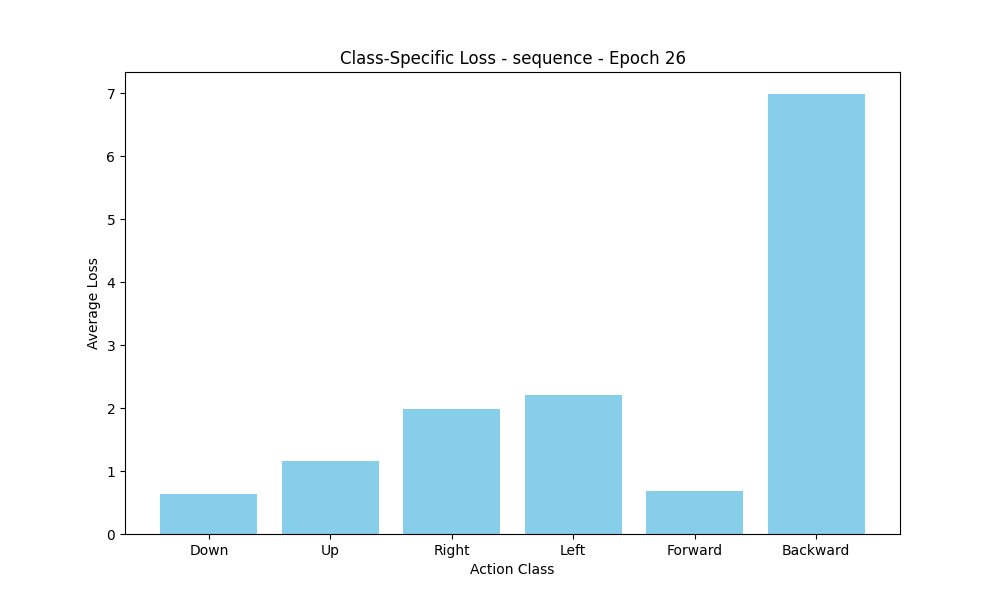 Class-Specific Loss - sequence - Epoch 26
7
6
5
4
3
2
1
0
Average Loss
Down Up Right Left Forward Backward
Action Class